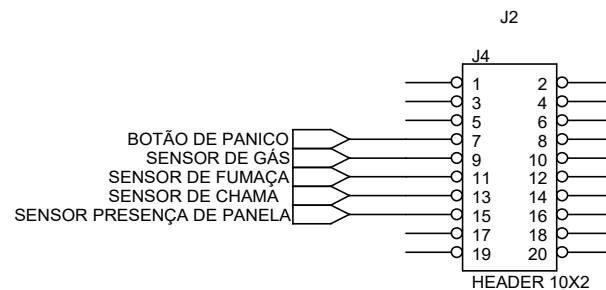 J2
J4
1 2
3 4
5 6
BOTÃO DE PANICO 7 8
SENSOR DE GÁS 9 10
SENSOR DE FUMAÇA 11 12
SENSOR DE CHAMA 13 14
SENSOR PRESENÇA DE PANELA 15 16
17 18
19 20
HEADER 10X2